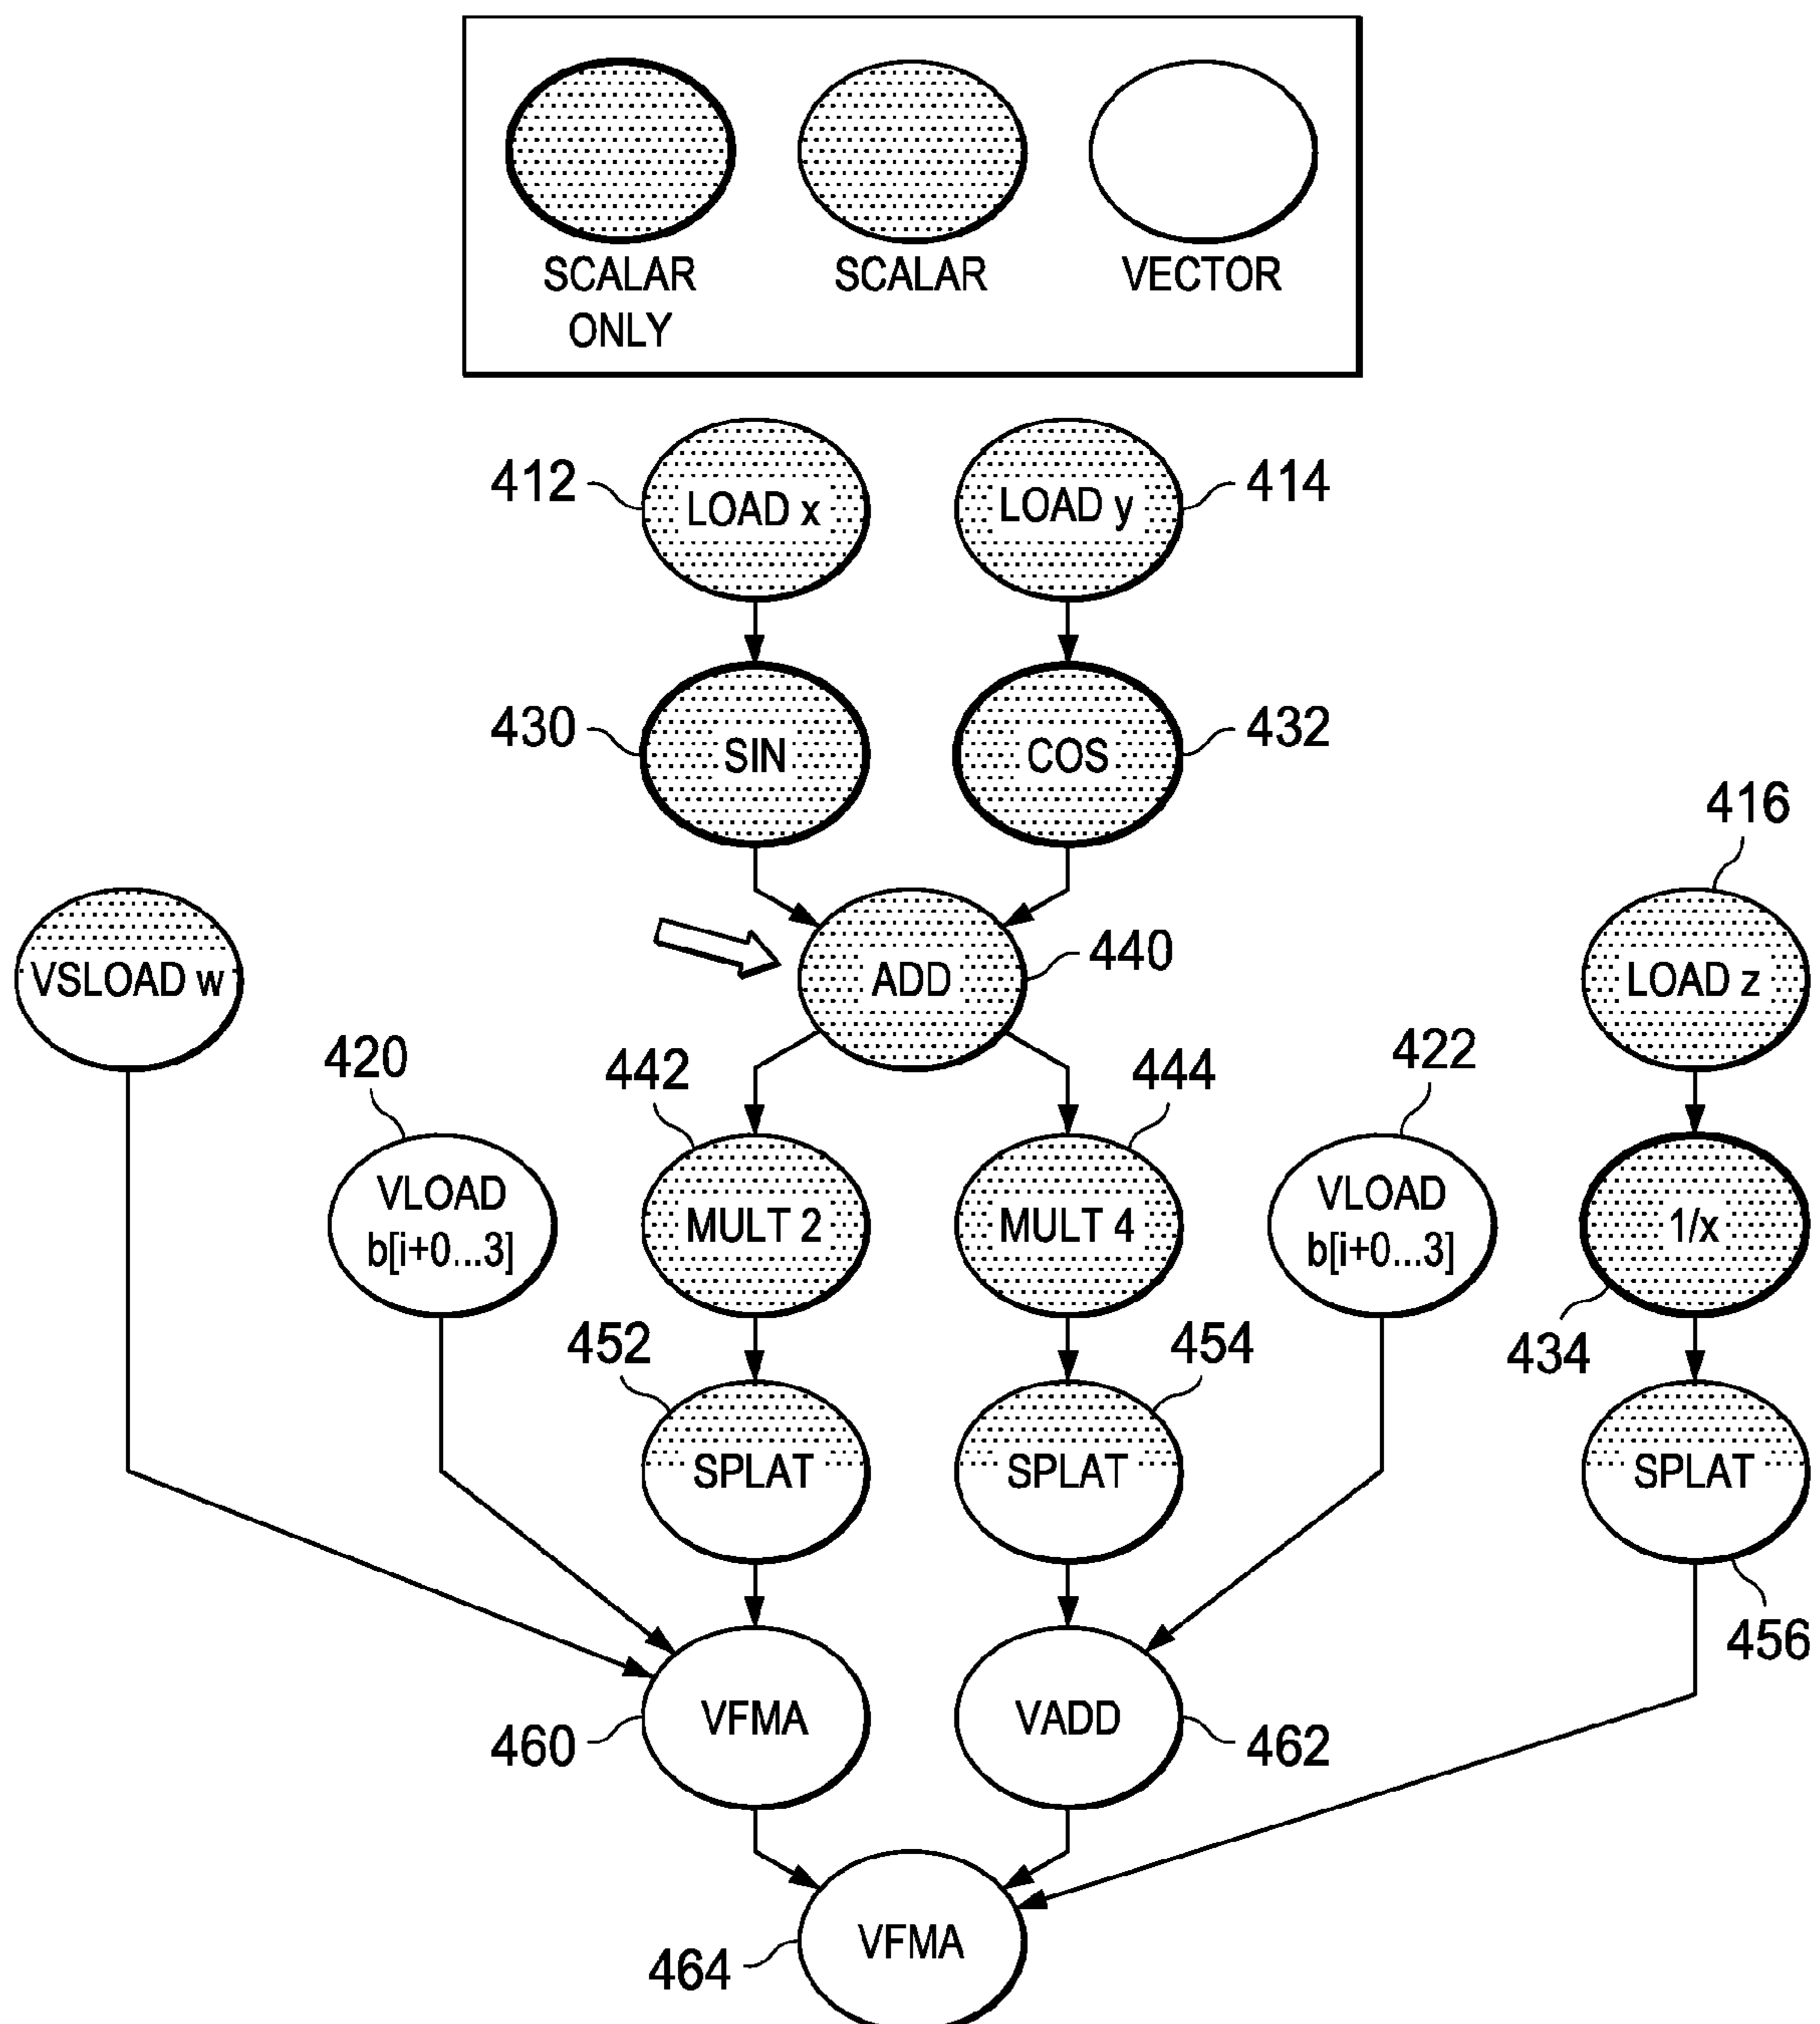 SCALAR
ONLY
SCALAR
VECTOR
412
LOAD x
LOAD y
414
430
SIN
COS
432
416
VSLOAD w
ADD
440
LOAD z
420
442
444
422
VLOAD
b[i+0...3]
MULT 2
MULT 4
VLOAD
b[i+0...3]
1/x
434
452
SPLAT
454
SPLAT
SPLAT
456
460
VFMA
VADD
462
464
VFMA